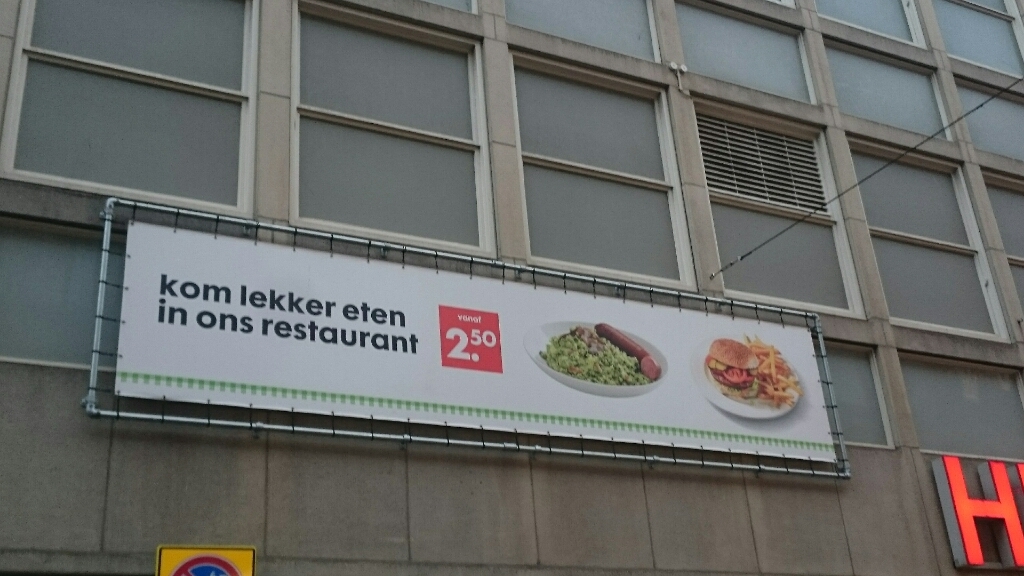 kom lekker eten
in ons restaurant
vanaf
2.50
H